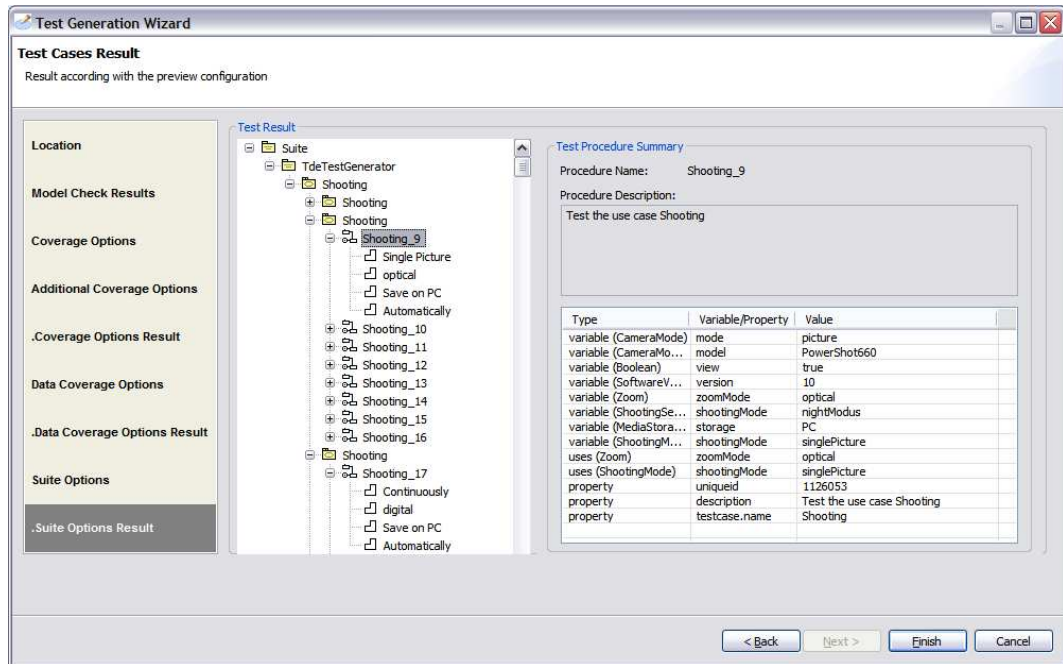 Test Generation Wizard
Test Cases Result
Result according with the preview configuration
Location
Model Check Results
Coverage Options
Additional Coverage Options
.Coverage Options Result
Data Coverage Options
.Data Coverage Options Result
Suite Options
.Suite Options Result
Test Result
Suite
TdeTestGenerator
Shooting
Shooting
Shooting
Shooting_9
Single Picture
optical
Save on PC
Automatically
Shooting_10
Shooting_11
Shooting_12
Shooting_13
Shooting_14
Shooting_15
Shooting_16
Shooting
Shooting_17
Continuously
digital
Save on PC
Automatically
Test Procedure Summary
Procedure Name: Shooting_9
Procedure Description:
Test the use case Shooting
Type Variable/Property Value
variable (CameraMode) mode picture
variable (CameraMo... model PowerShot660
variable (Boolean) view true
variable (SoftwareV... version 10
variable (Zoom) zoomMode optical
variable (ShootingSe... shootingMode nightModus
variable (MediaStora... storage PC
variable (ShootingM... shootingMode singlePicture
uses (Zoom) zoomMode optical
uses (ShootingMode) shootingMode singlePicture
property uniqueid 1126053
property description Test the use case Shooting
property testcase.name Shooting
< Back Next > Finish Cancel